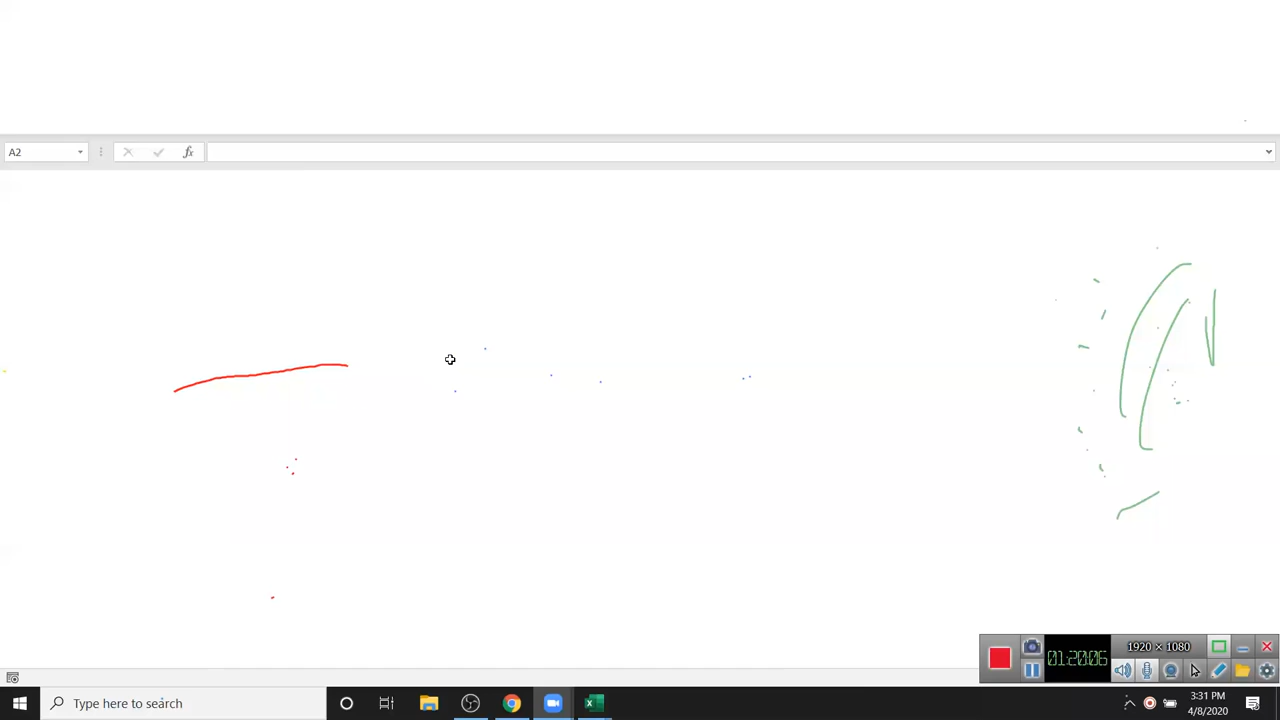 A2
fx
1920 × 1080
01:20:06
Type here to search
3:31 PM
4/8/2020